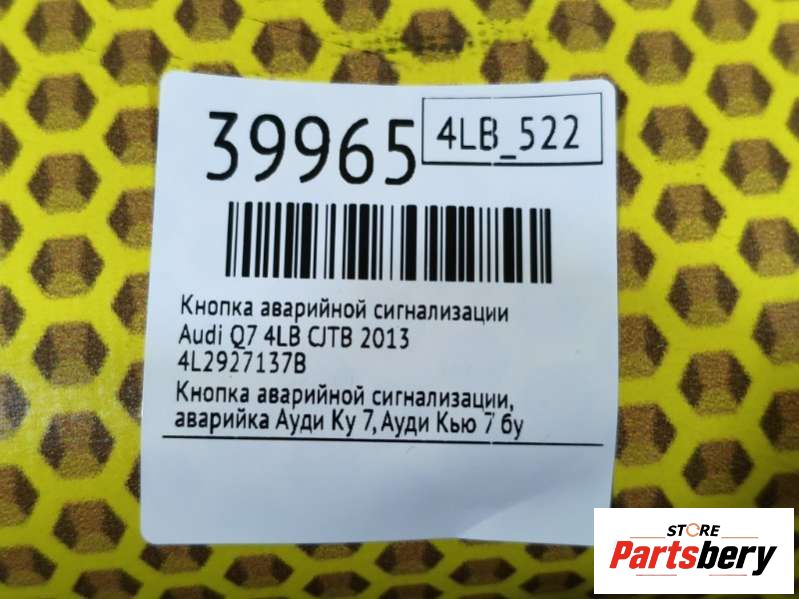 39965
4LB_522
Кнопка аварийной сигнализации
Audi Q7 4LB CJTB 2013
4L2927137B
Кнопка аварийной сигнализации,
аварийка Ауди Ку 7, Ауди Кью 7 бу
STORE
Partsbery